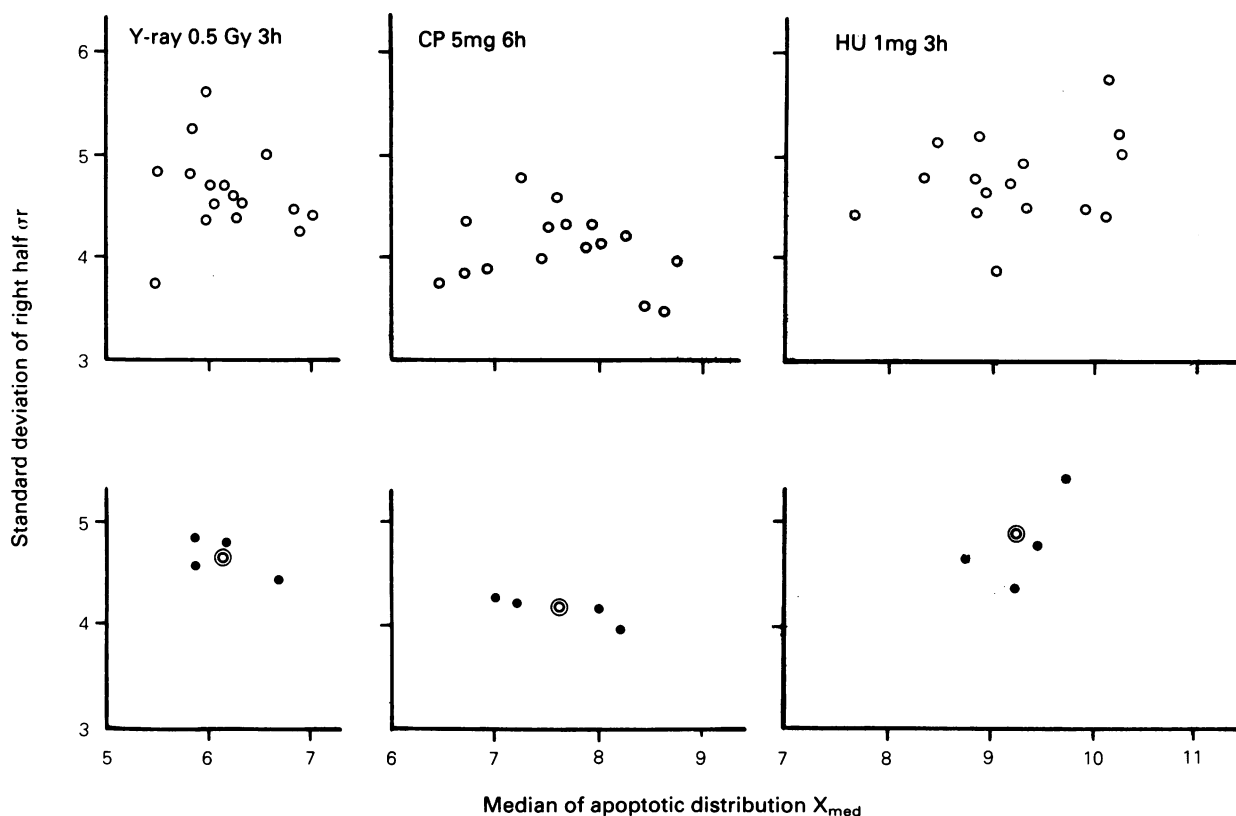 Y-ray 0.5 Gy 3h
CP 5mg 6h
HU 1mg 3h
6
5
4
3
5
4
3
5 6 7
6 7 8 9
7 8 9 10 11
Standard deviation of right half σr
Median of apoptotic distribution Xmed